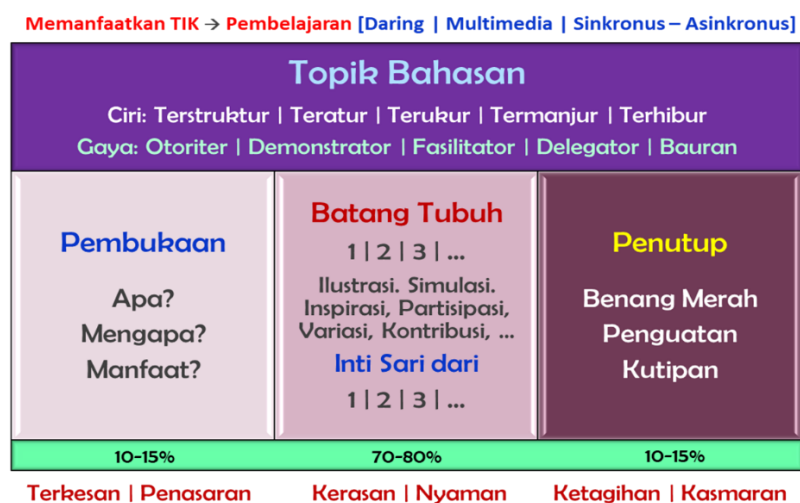 Memanfaatkan TIK → Pembelajaran [Daring | Multimedia | Sinkronus – Asinkronus]
Topik Bahasan
Ciri: Terstruktur | Teratur | Terukur | Termanjur | Terhibur
Gaya: Otoriter | Demonstrator | Fasilitator | Delegator | Bauran
Pembukaan
Apa?
Mengapa?
Manfaat?
Batang Tubuh
1 | 2 | 3 | ...
Ilustrasi. Simulasi.
Inspirasi, Partisipasi,
Variasi, Kontribusi, ...
Inti Sari dari
1 | 2 | 3 | ...
Penutup
Benang Merah
Penguatan
Kutipan
10-15%
70-80%
10-15%
Terkesan | Penasaran
Kerasan | Nyaman
Ketagihan | Kasmaran